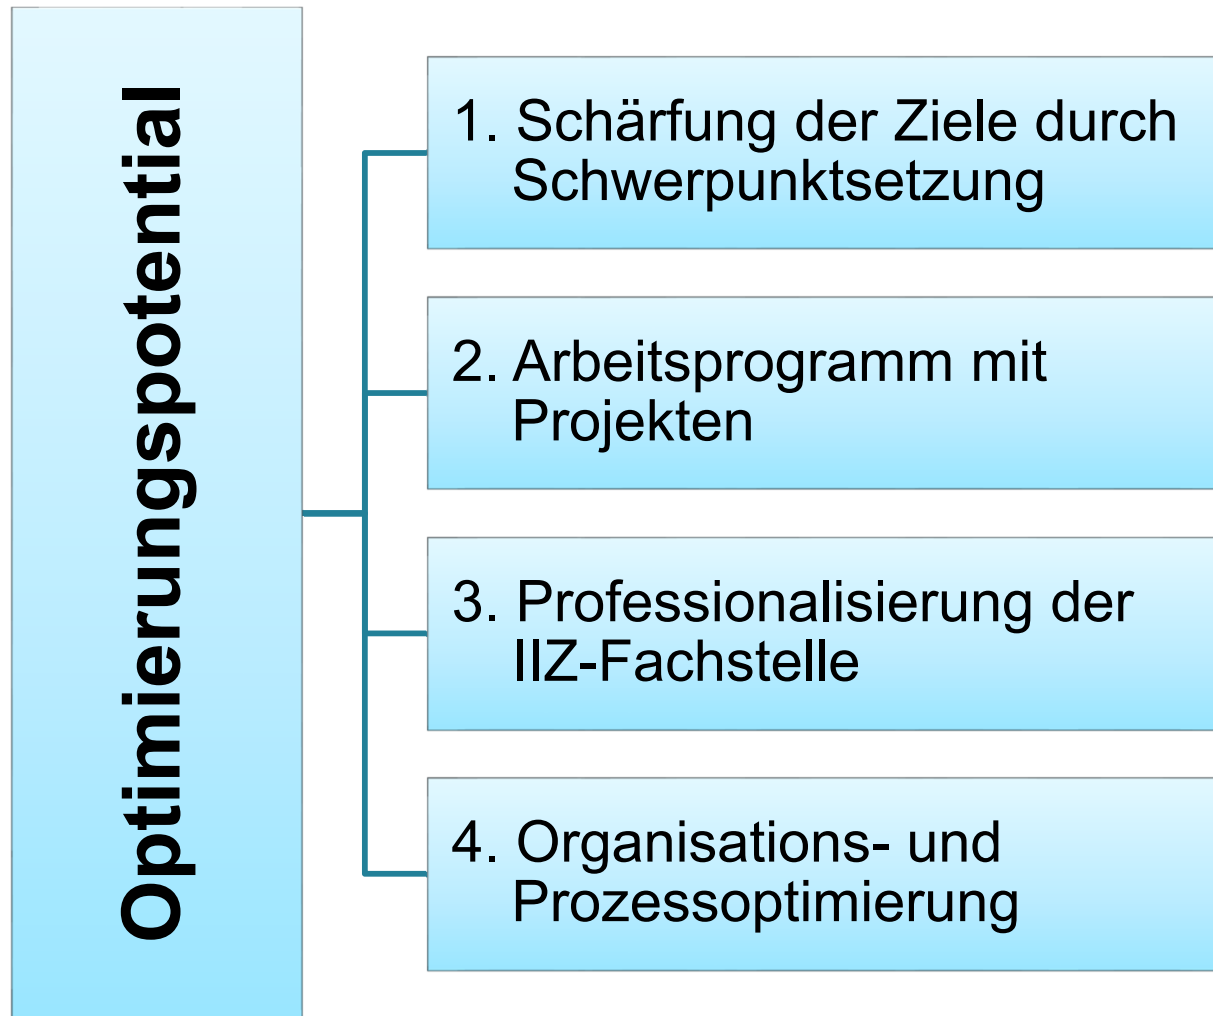 Optimierungspotential
1. Schärfung der Ziele durch
Schwerpunktsetzung
2. Arbeitsprogramm mit
Projekten
3. Professionalisierung der
IIZ-Fachstelle
4. Organisations- und
Prozessoptimierung